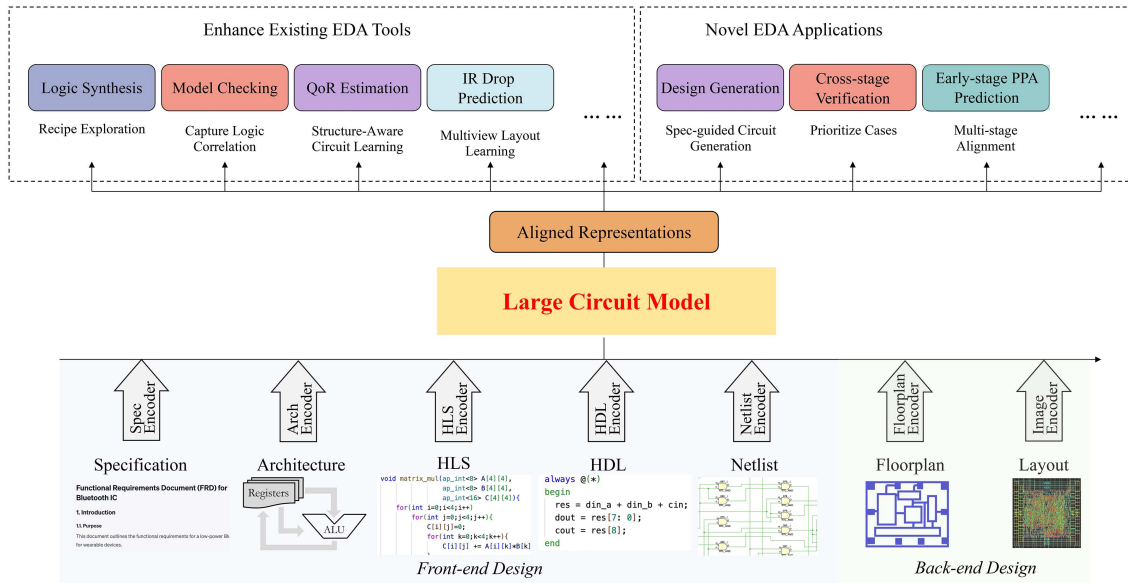 Enhance Existing EDA Tools
Novel EDA Applications
Logic Synthesis
Model Checking
QoR Estimation
IR Drop
Prediction
... ...
Design Generation
Cross-stage
Verification
Early-stage PPA
Prediction
... ...
Recipe Exploration
Capture Logic
Correlation
Structure-Aware
Circuit Learning
Multiview Layout
Learning
Spec-guided Circuit
Generation
Prioritize Cases
Multi-stage
Alignment
Aligned Representations
Large Circuit Model
Spec
Encoder
Arch
Encoder
HLS
Encoder
HDL
Encoder
Netlist
Encoder
Floorplan
Encoder
Image
Encoder
Specification
Architecture
HLS
HDL
Netlist
Floorplan
Layout
Functional Requirements Document (FRD) for
Bluetooth IC
1. Introduction
1.1. Purpose
This document outlines the functional requirements for a low-power
for wearable devices.
Registers
ALU
void matrix_mul(ap_int<8> A[4][4],
ap_int<8> B[4][4],
ap_int<16> C[4][4]){
for(int i=0;i<4;i++)
for(int j=0;j<4;j++){
C[i][j]=0;
for(int k=0;k<4;k++){
C[i][j] += A[i][k]*B[k]
always @(*)
begin
res = din_a + din_b + cin;
dout = res[7: 0];
cout = res[8];
end
Front-end Design
Back-end Design